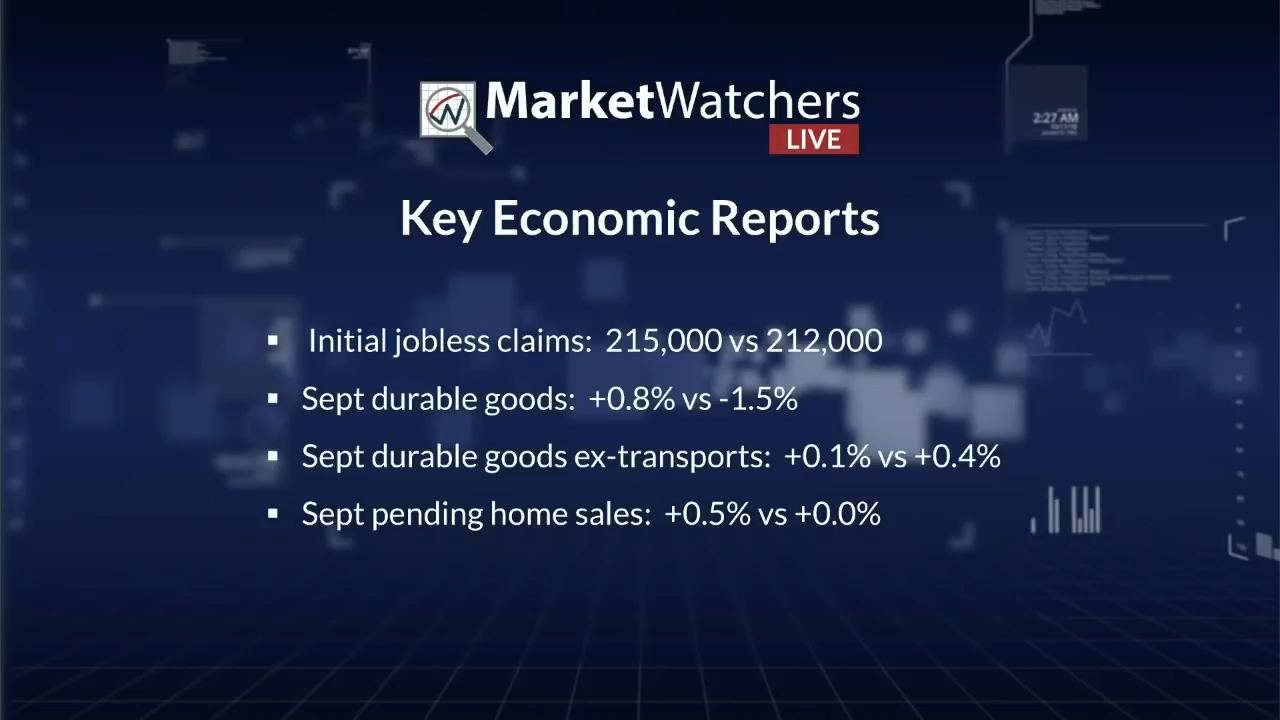 MarketWatchers
LIVE
2:27 AM
Key Economic Reports
▪ Initial jobless claims: 215,000 vs 212,000
▪ Sept durable goods: +0.8% vs -1.5%
▪ Sept durable goods ex-transports: +0.1% vs +0.4%
▪ Sept pending home sales: +0.5% vs +0.0%